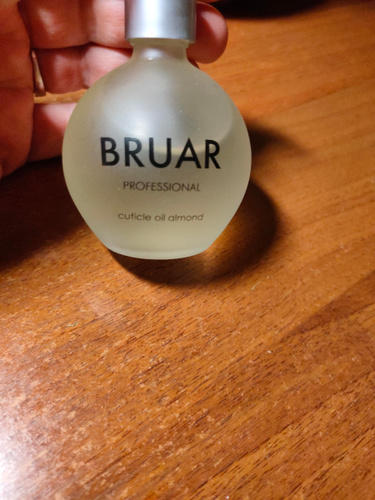 BRUAR
PROFESSIONAL
cuticle oil almond